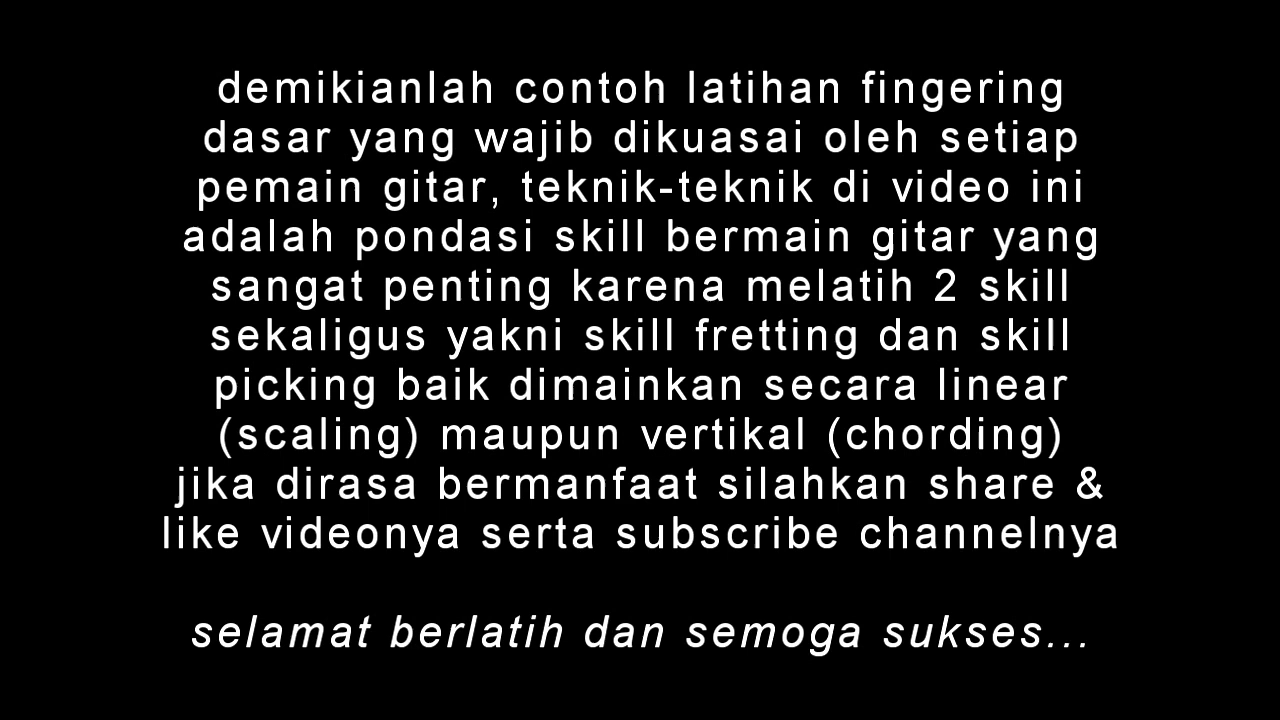 demikianlah contoh latihan fingering
dasar yang wajib dikuasai oleh setiap
pemain gitar, teknik-teknik di video ini
adalah pondasi skill bermain gitar yang
sangat penting karena melatih 2 skill
sekaligus yakni skill fretting dan skill
picking baik dimainkan secara linear
(scaling) maupun vertikal (chording)
jika dirasa bermanfaat silahkan share &
like videonya serta subscribe channelnya
selamat berlatih dan semoga sukses...